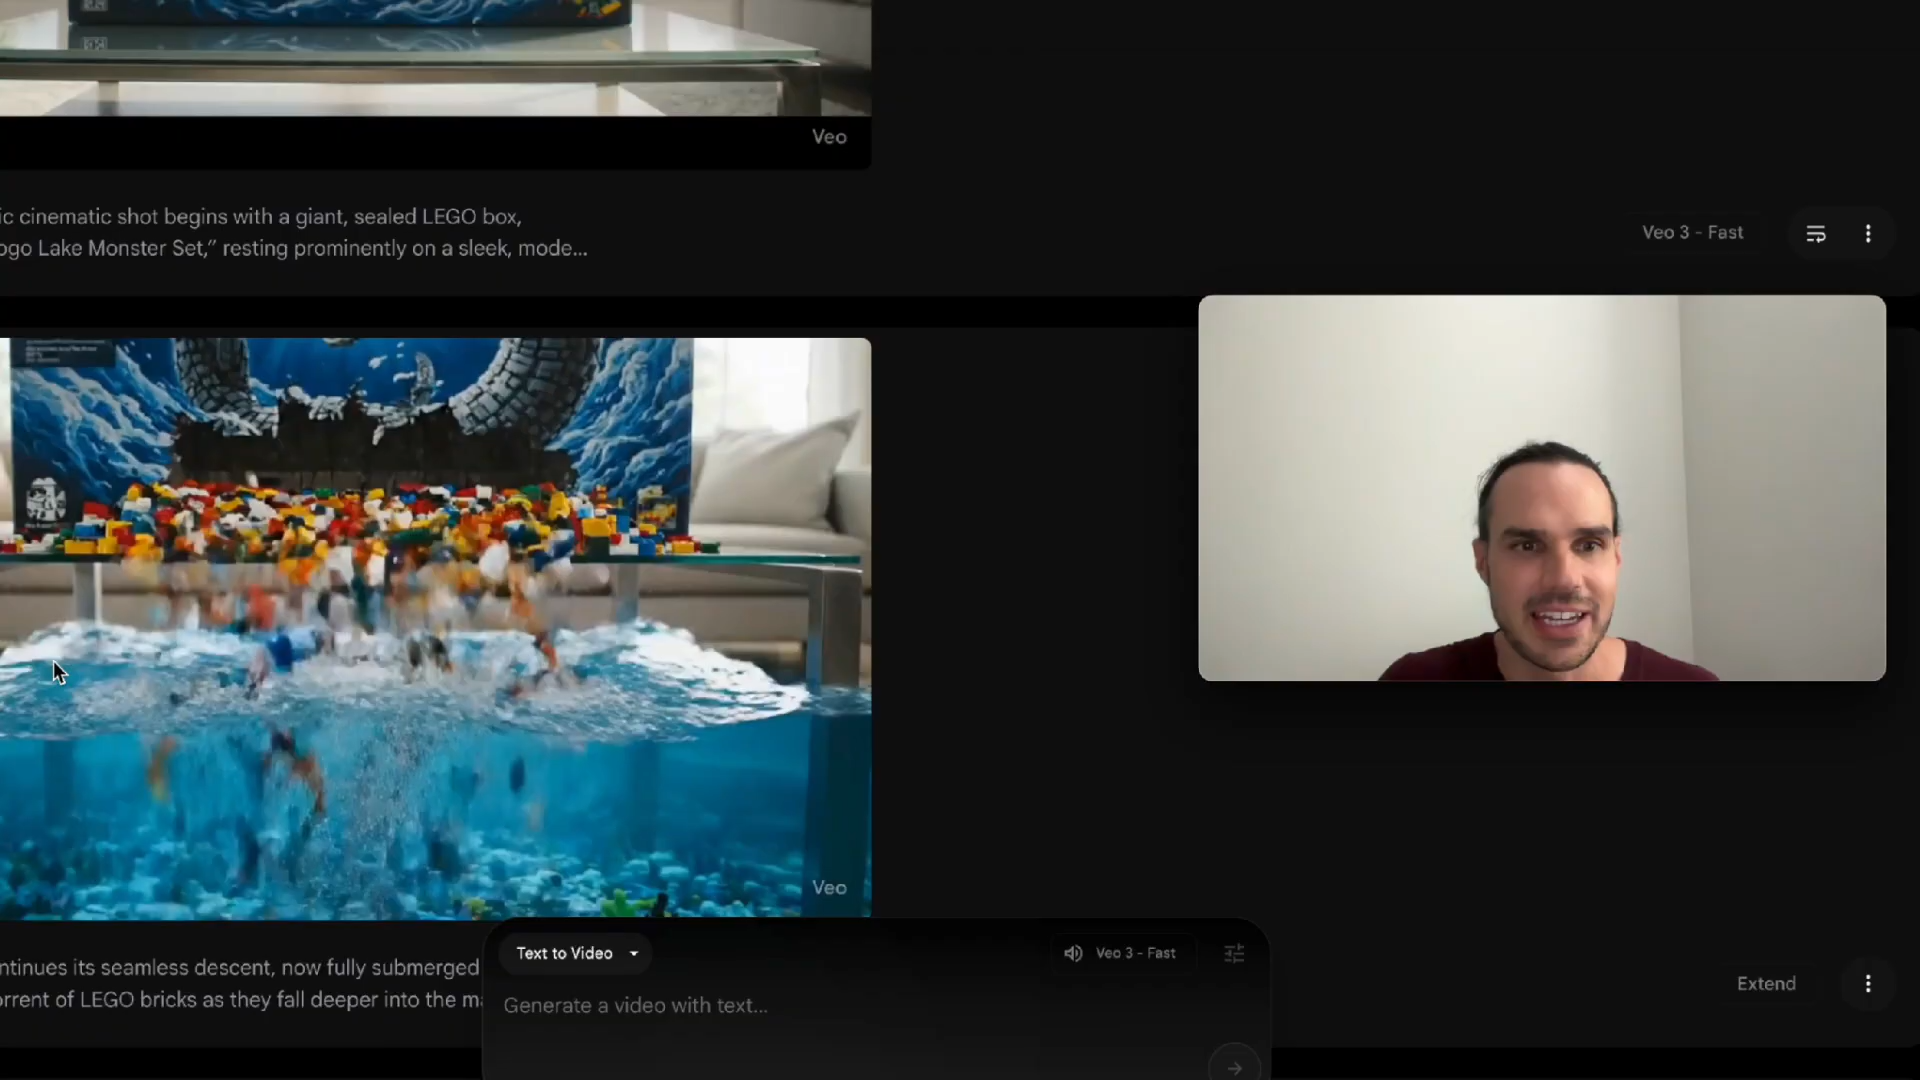 Veo
ic cinematic shot begins with a giant, sealed LEGO box,
ogo Lake Monster Set,” resting prominently on a sleek, mode...
Veo 3 - Fast
Veo
ntinues its seamless descent, now fully submerged
orrent of LEGO bricks as they fall deeper into the ma
Extend
Text to Video
Veo 3 - Fast
Generate a video with text...